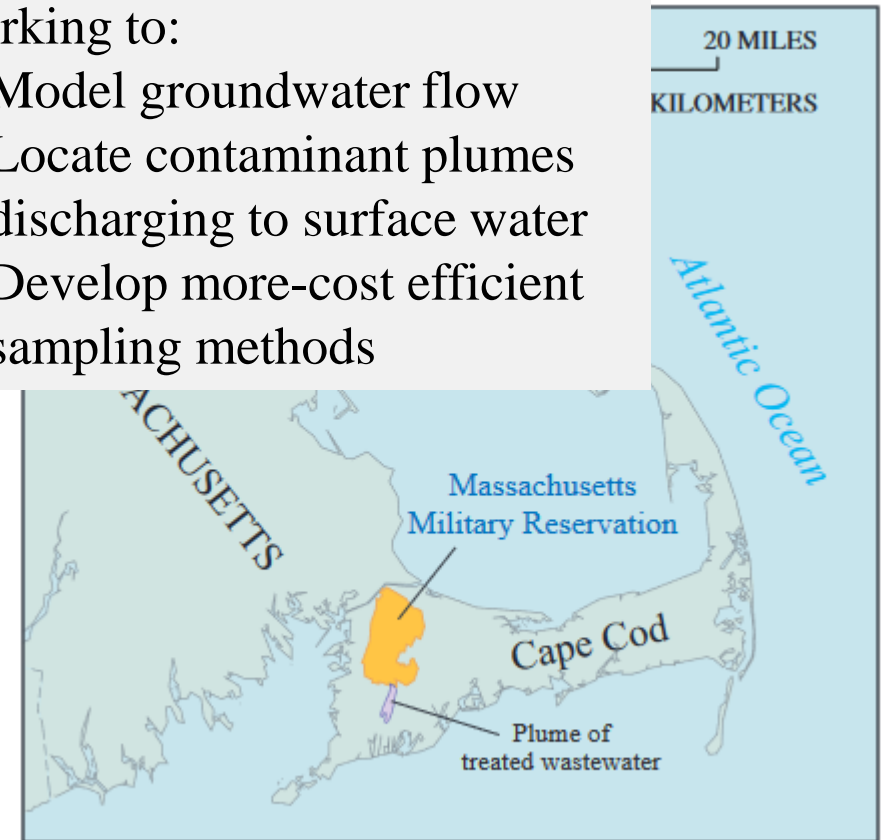 rking to:
Model groundwater flow
Locate contaminant plumes
discharging to surface water
Develop more-cost efficient
sampling methods
20 MILES
KILOMETERS
Atlantic Ocean
ACHUSETTS
Massachusetts
Military Reservation
Cape Cod
Plume of
treated wastewater